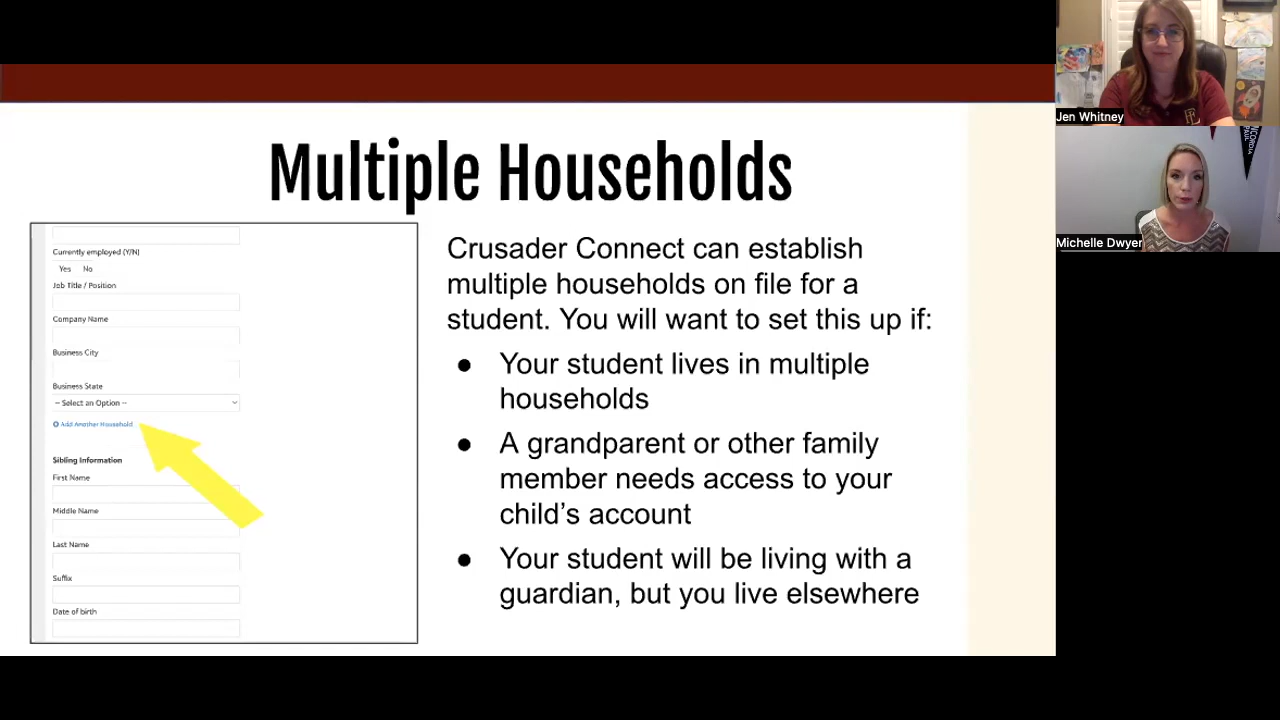 Multiple Households
Currently employed (Y/N)
Yes No
Job Title / Position
Company Name
Business City
Business State
-- Select an Option --
Add Another Household
Sibling Information
First Name
Middle Name
Last Name
Suffix
Date of birth
Crusader Connect can establish
multiple households on file for a
student. You will want to set this up if:
● Your student lives in multiple
households
● A grandparent or other family
member needs access to your
child's account
● Your student will be living with a
guardian, but you live elsewhere
Jen Whitney
Michelle Dwyer